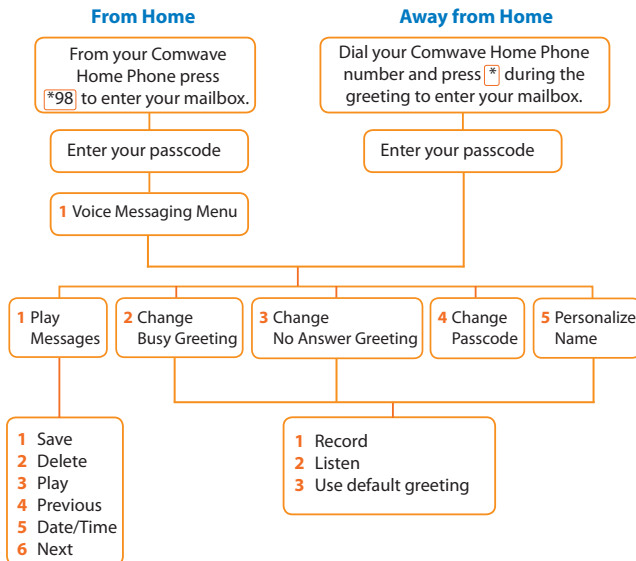 From Home
From your Comwave
Home Phone press
*98 to enter your mailbox.
Enter your passcode
1 Voice Messaging Menu
Away from Home
Dial your Comwave Home Phone
number and press * during the
greeting to enter your mailbox.
Enter your passcode
1 Play
Messages
2 Change
Busy Greeting
3 Change
No Answer Greeting
4 Change
Passcode
5 Personalize
Name
1 Save
2 Delete
3 Play
4 Previous
5 Date/Time
6 Next
1 Record
2 Listen
3 Use default greeting